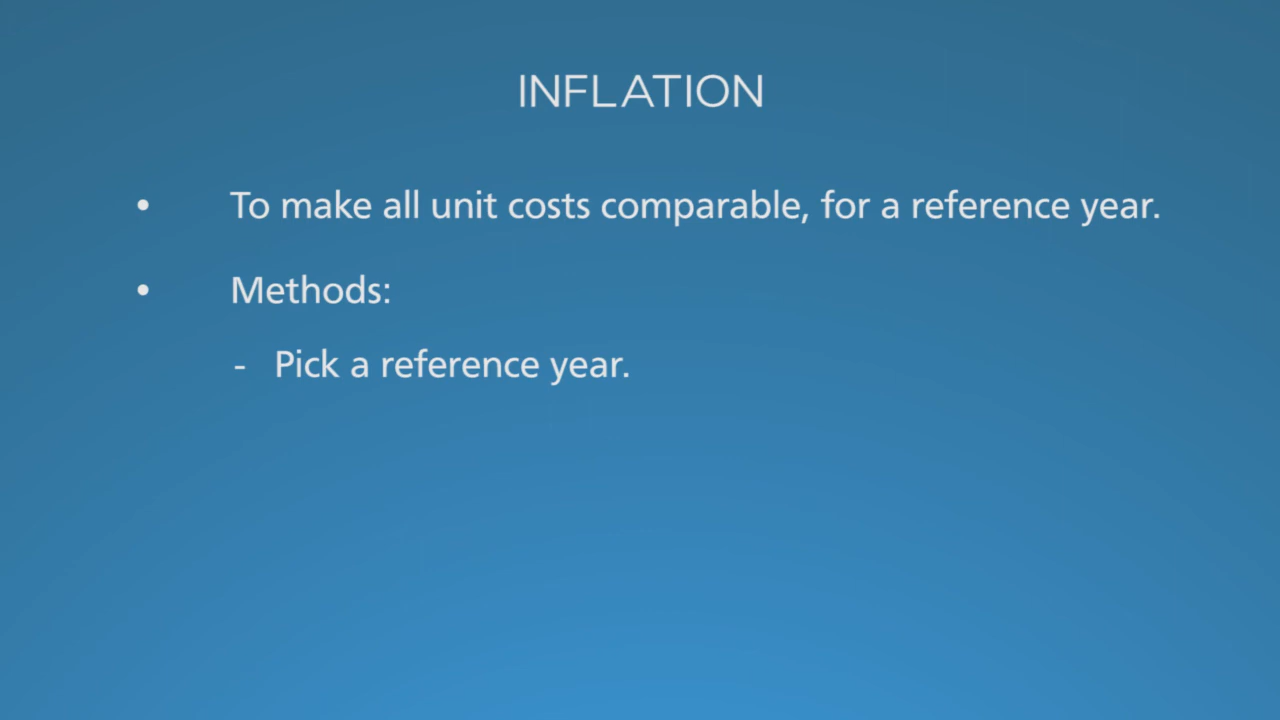 INFLATION
• To make all unit costs comparable, for a reference year.
• Methods:
- Pick a reference year.